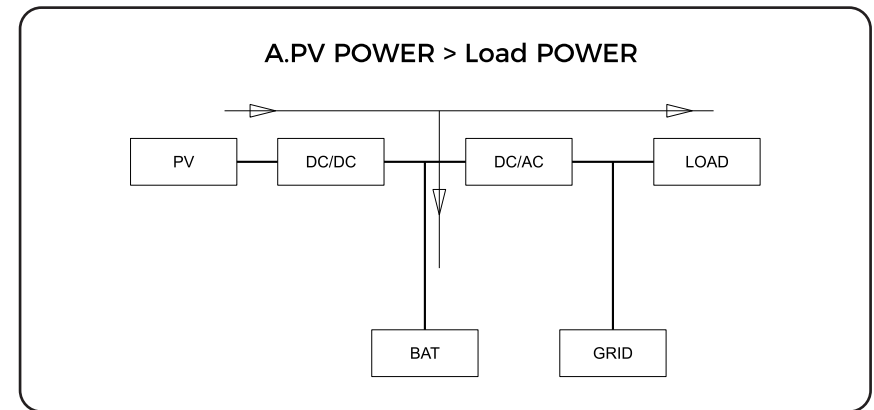 A.PV POWER > Load POWER
PV DC/DC DC/AC LOAD
BAT GRID